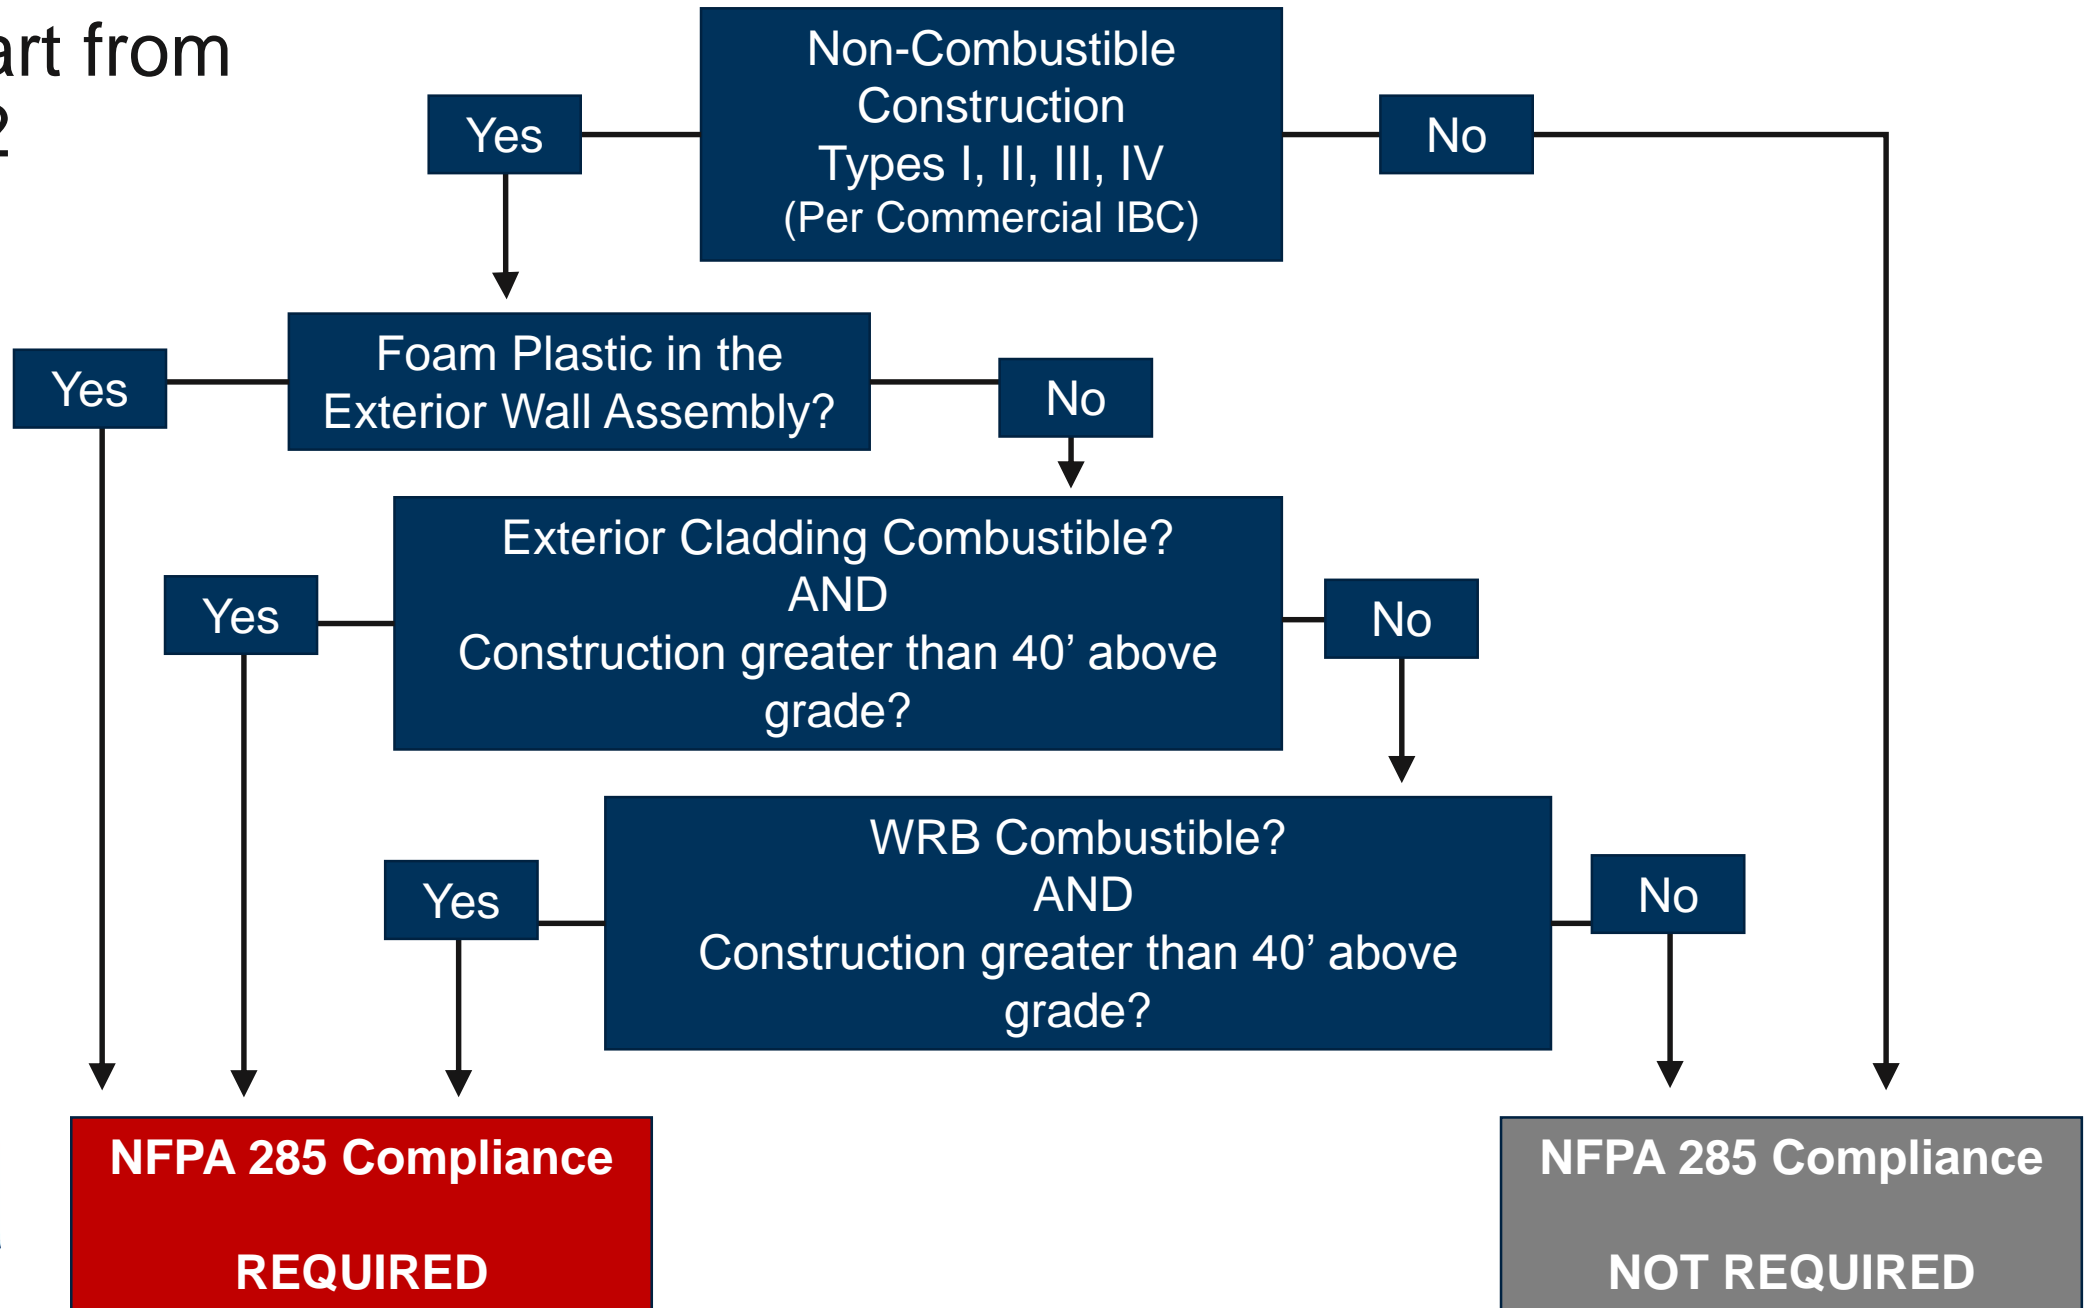 art from
2
Non-Combustible
Construction
Types I, II, III, IV
(Per Commercial IBC)
Yes
No
Foam Plastic in the
Exterior Wall Assembly?
Yes
No
Exterior Cladding Combustible?
AND
Construction greater than 40’ above
grade?
Yes
No
WRB Combustible?
AND
Construction greater than 40’ above
grade?
Yes
No
NFPA 285 Compliance
REQUIRED
NFPA 285 Compliance
NOT REQUIRED